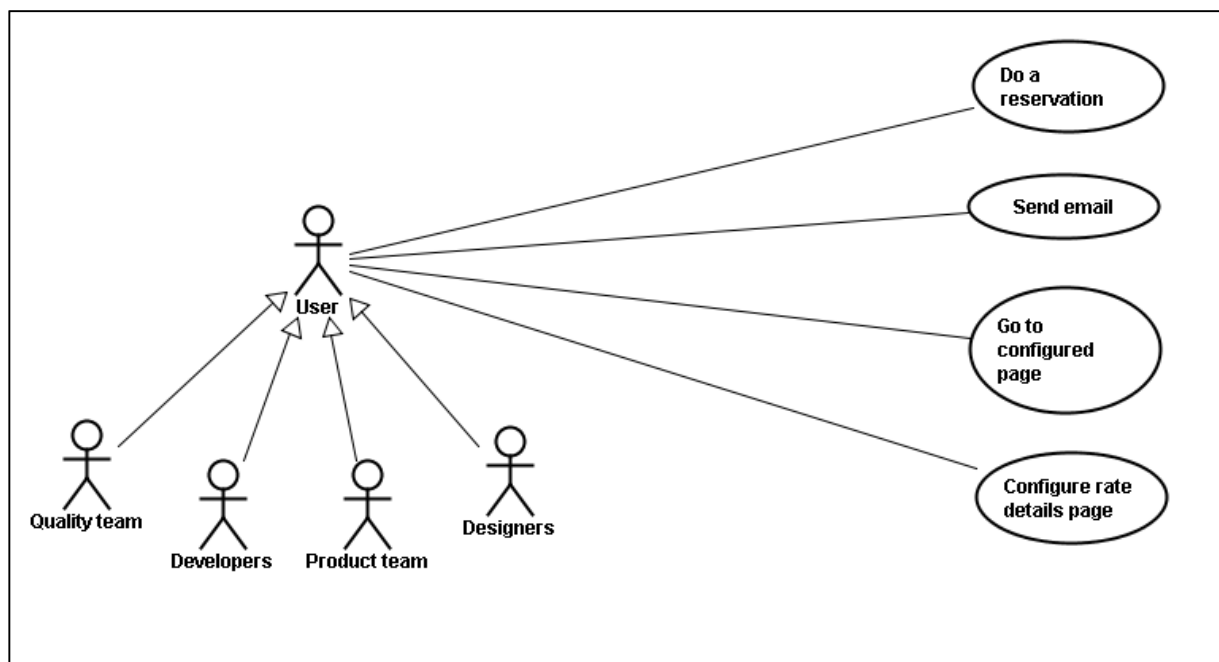 Do a
reservation
Send email
User
Go to
configured
page
Configure rate
details page
Quality team
Developers
Product team
Designers